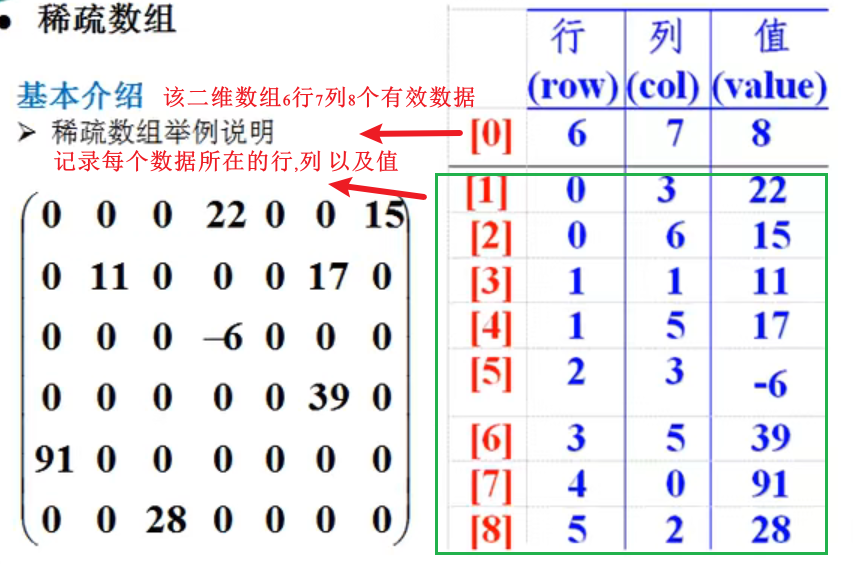 • 稀疏数组
基本介绍 该二维数组6行7列8个有效数据
➢ 稀疏数组举例说明
记录每个数据所在的行,列 以及值
0 0 0 22 0 0 15
0 11 0 0 0 17 0
0 0 0 –6 0 0 0
0 0 0 0 0 39 0
91 0 0 0 0 0 0
0 0 28 0 0 0 0
行 列 值
(row) (col) (value)
[0] 6 7 8
[1] 0 3 22
[2] 0 6 15
[3] 1 1 11
[4] 1 5 17
[5] 2 3 -6
[6] 3 5 39
[7] 4 0 91
[8] 5 2 28